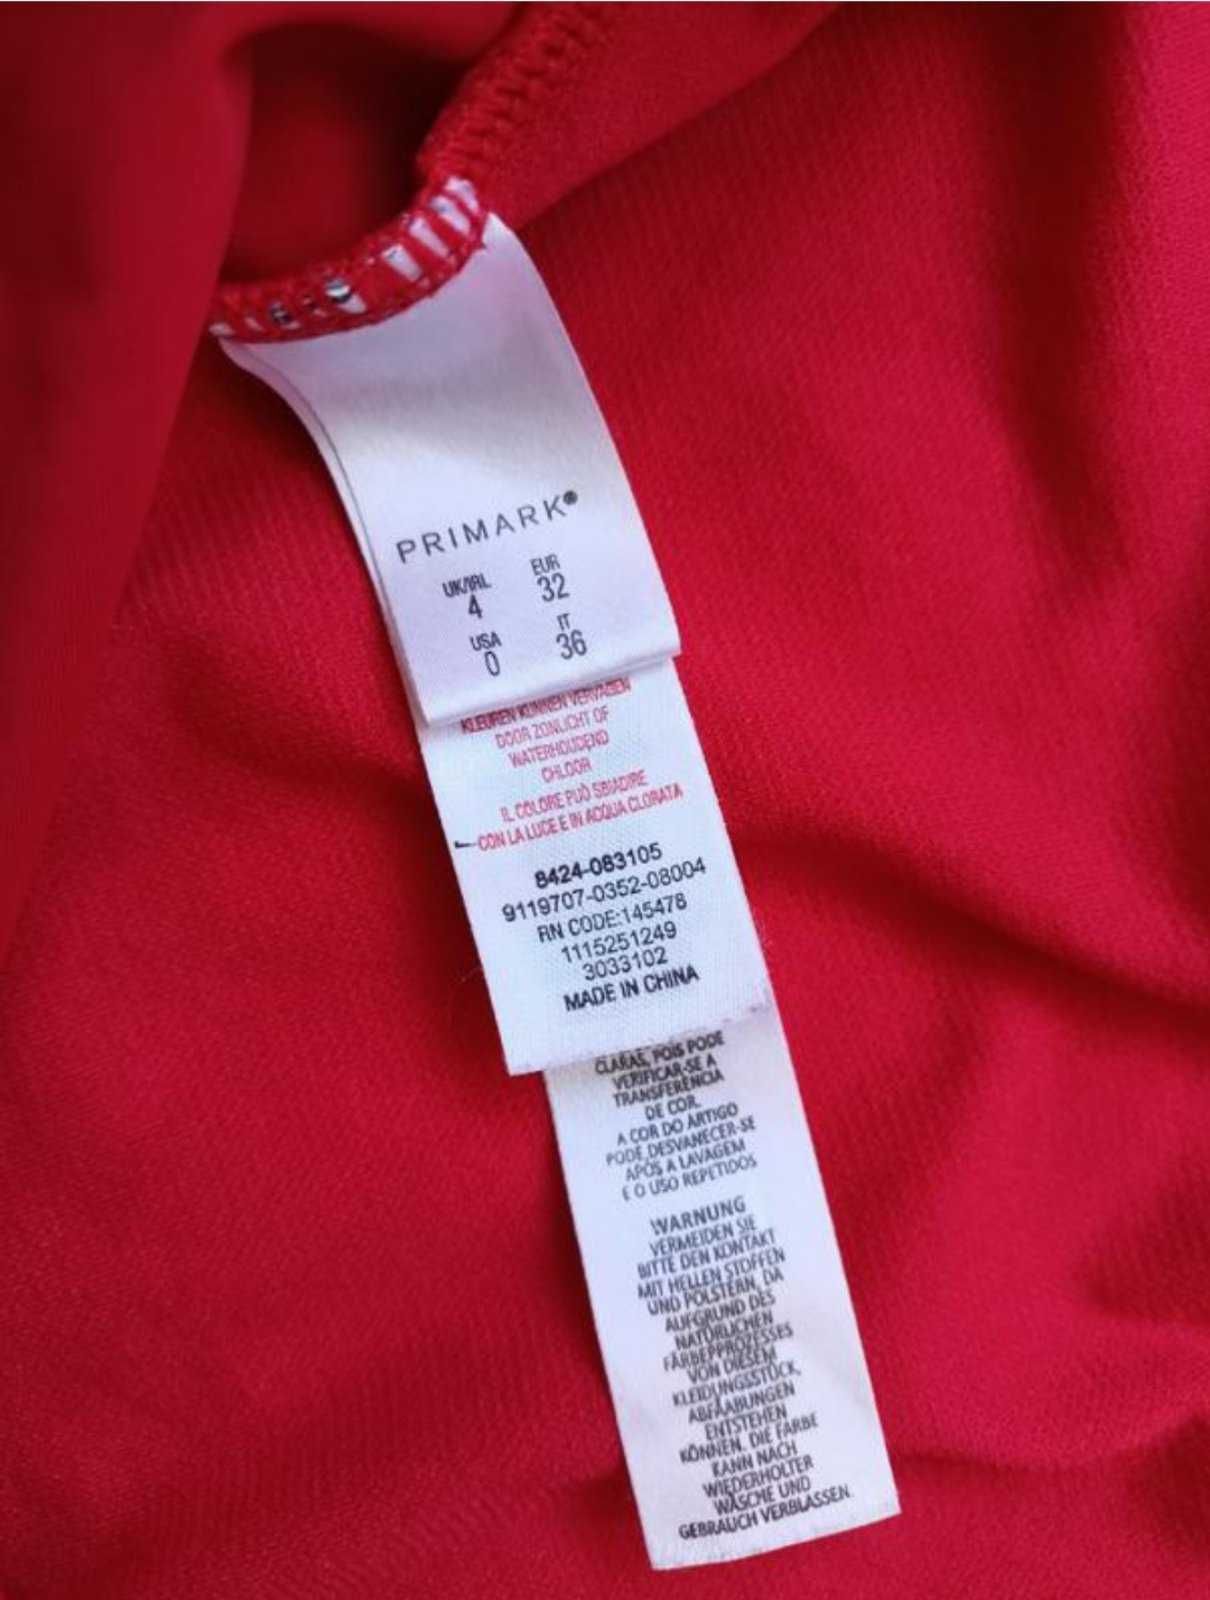 PRIMARK®
UK/IRL EUR
4 32
USA IT
0 36
KLEUREN KUNNEN VERVAGEN
DOOR ZONLICHT OF
WATERHOUDEND
CHLOOR
IL COLORE PUÒ SBIADIRE
CON LA LUCE E IN ACQUA CLORATA
8424-083105
9119707-0352-08004
RN CODE:145478
1115251249
3033102
MADE IN CHINA
CLARAS, POIS PODE
VERIFICAR-SE A
TRANSFERÊNCIA
DE COR.
A COR DO ARTIGO
PODE DESVANECER-SE
APÓS A LAVAGEM
E O USO REPETIDOS
WARNUNG
VERMEIDEN SIE
BITTE DEN KONTAKT
MIT HELLEN STOFFEN
UND POLSTERN, DA
AUFGRUND DES
NATÜRLICHEN
FÄRBEPPROZESSES
VON DIESEM
KLEIDUNGSSTÜCK,
ABFÄABUNGEN
ENTSTEHEN
KÖNNEN. DIE FARBE
KANN NACH
WIEDERHOLTER
WÄSCHE UND
GEBRAUCH VERBLASSEN